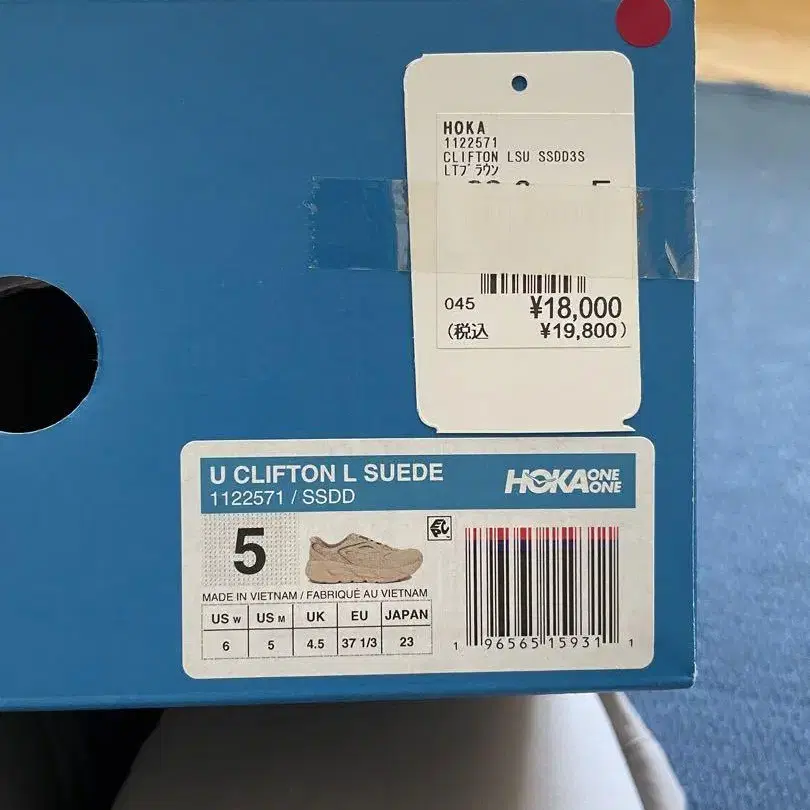 HOKA
1122571
CLIFTON LSU SSDD3S
LTブラウン
045
¥18,000
(税込 ¥19,800)
U CLIFTON L SUEDE
1122571 / SSDD
HOKA ONE ONE
5
MADE IN VIETNAM / FABRIQUÉ AU VIETNAM
US W US M UK EU JAPAN
6 5 4.5 37 1/3 23
1 96565 15931 1